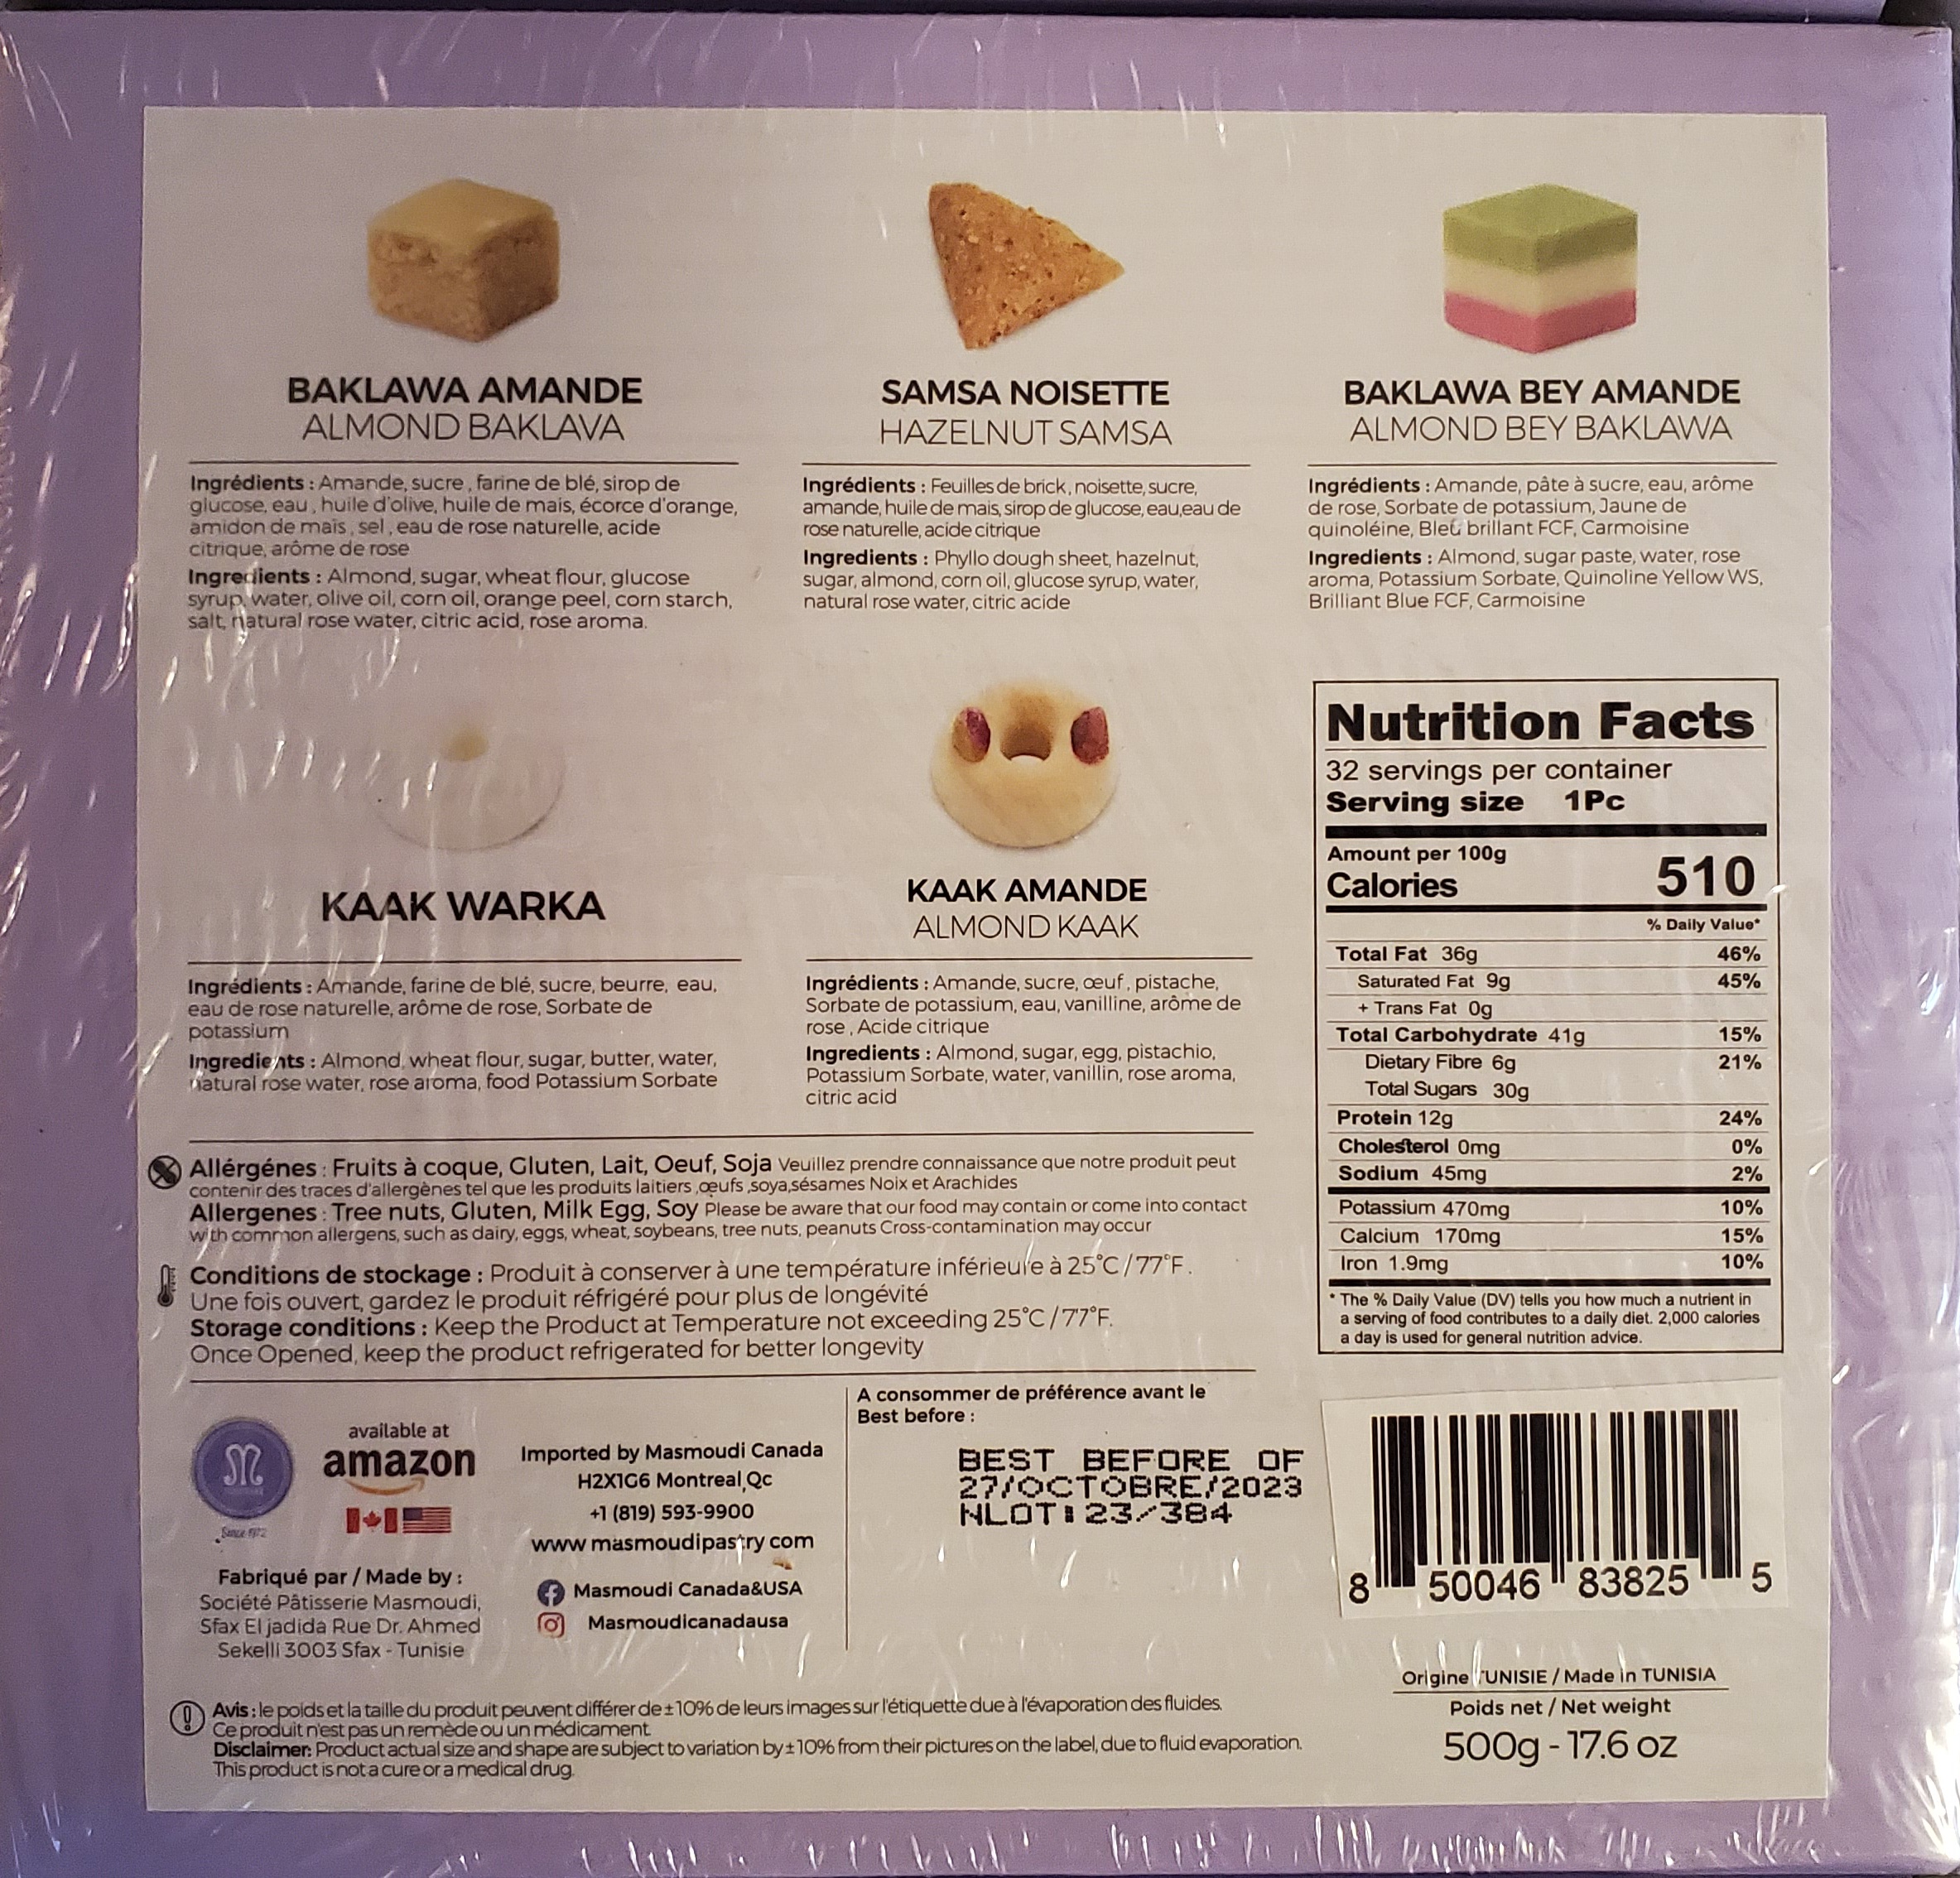 BAKLAWA AMANDE
ALMOND BAKLAVA
Ingrédients : Amande, sucre , farine de blé, sirop de
glucose, eau , huile d'olive, huile de mais, écorce d'orange,
amidon de maïs , sel , eau de rose naturelle, acide
citrique, arôme de rose
Ingredients : Almond, sugar, wheat flour, glucose
syrup, water, olive oil, corn oil, orange peel, corn starch,
salt, natural rose water, citric acid, rose aroma.
SAMSA NOISETTE
HAZELNUT SAMSA
Ingrédients : Feuilles de brick , noisette, sucre,
amande, huile de mais, sirop de glucose, eau,eau de
rose naturelle, acide citrique
Ingredients : Phyllo dough sheet, hazelnut,
sugar, almond, corn oil, glucose syrup, water,
natural rose water, citric acide
BAKLAWA BEY AMANDE
ALMOND BEY BAKLAWA
Ingrédients : Amande, pâte à sucre, eau, arôme
de rose, Sorbate de potassium, Jaune de
quinoléine, Bleu brillant FCF, Carmoisine
Ingredients : Almond, sugar paste, water, rose
aroma, Potassium Sorbate, Quinoline Yellow WS,
Brilliant Blue FCF, Carmoisine
KAAK WARKA
Ingrédients : Amande, farine de blé, sucre, beurre, eau,
eau de rose naturelle, arôme de rose, Sorbate de
potassium
Ingredients : Almond, wheat flour, sugar, butter, water,
natural rose water, rose aroma, food Potassium Sorbate
KAAK AMANDE
ALMOND KAAK
Ingrédients : Amande, sucre, œuf , pistache,
Sorbate de potassium, eau, vanilline, arôme de
rose , Acide citrique
Ingredients : Almond, sugar, egg, pistachio,
Potassium Sorbate, water, vanillin, rose aroma,
citric acid
Nutrition Facts
32 servings per container
Serving size 1Pc
Amount per 100g
Calories 510
% Daily Value*
Total Fat 36g 46%
Saturated Fat 9g 45%
+ Trans Fat 0g
Total Carbohydrate 41g 15%
Dietary Fibre 6g 21%
Total Sugars 30g
Protein 12g 24%
Cholesterol 0mg 0%
Sodium 45mg 2%
Potassium 470mg 10%
Calcium 170mg 15%
Iron 1.9mg 10%
* The % Daily Value (DV) tells you how much a nutrient in
a serving of food contributes to a daily diet. 2,000 calories
a day is used for general nutrition advice.
Allérgénes : Fruits à coque, Gluten, Lait, Oeuf, Soja Veuillez prendre connaissance que notre produit peut
contenir des traces d'allergènes tel que les produits laitiers ,œufs ,soya,sésames Noix et Arachides
Allergenes : Tree nuts, Gluten, Milk Egg, Soy Please be aware that our food may contain or come into contact
with common allergens, such as dairy, eggs, wheat, soybeans, tree nuts, peanuts Cross-contamination may occur
Conditions de stockage : Produit à conserver à une température inférieure à 25°C / 77°F.
Une fois ouvert, gardez le produit réfrigéré pour plus de longévité
Storage conditions : Keep the Product at Temperature not exceeding 25°C / 77°F.
Once Opened, keep the product refrigerated for better longevity
Since 1972
available at
amazon
Fabriqué par / Made by :
Société Pâtisserie Masmoudi,
Sfax El jadida Rue Dr. Ahmed
Sekelli 3003 Sfax - Tunisie
Imported by Masmoudi Canada
H2X1G6 Montreal,Qc
+1 (819) 593-9900
www masmoudipastry com
Masmoudi Canada&USA
Masmoudicanadausa
A consommer de préférence avant le
Best before :
BEST BEFORE OF
27/OCTOBRE/2023
NLOT:23/384
8 50046 83825 5
Origine TUNISIE / Made in TUNISIA
Poids net / Net weight
500g - 17.6 oz
Avis : le poids et la taille du produit peuvent différer de ± 10% de leurs images sur l'étiquette due à l'évaporation des fluides.
Ce produit n'est pas un remède ou un médicament.
Disclaimer: Product actual size and shape are subject to variation by ± 10% from their pictures on the label, due to fluid evaporation.
This product is not a cure or a medical drug.